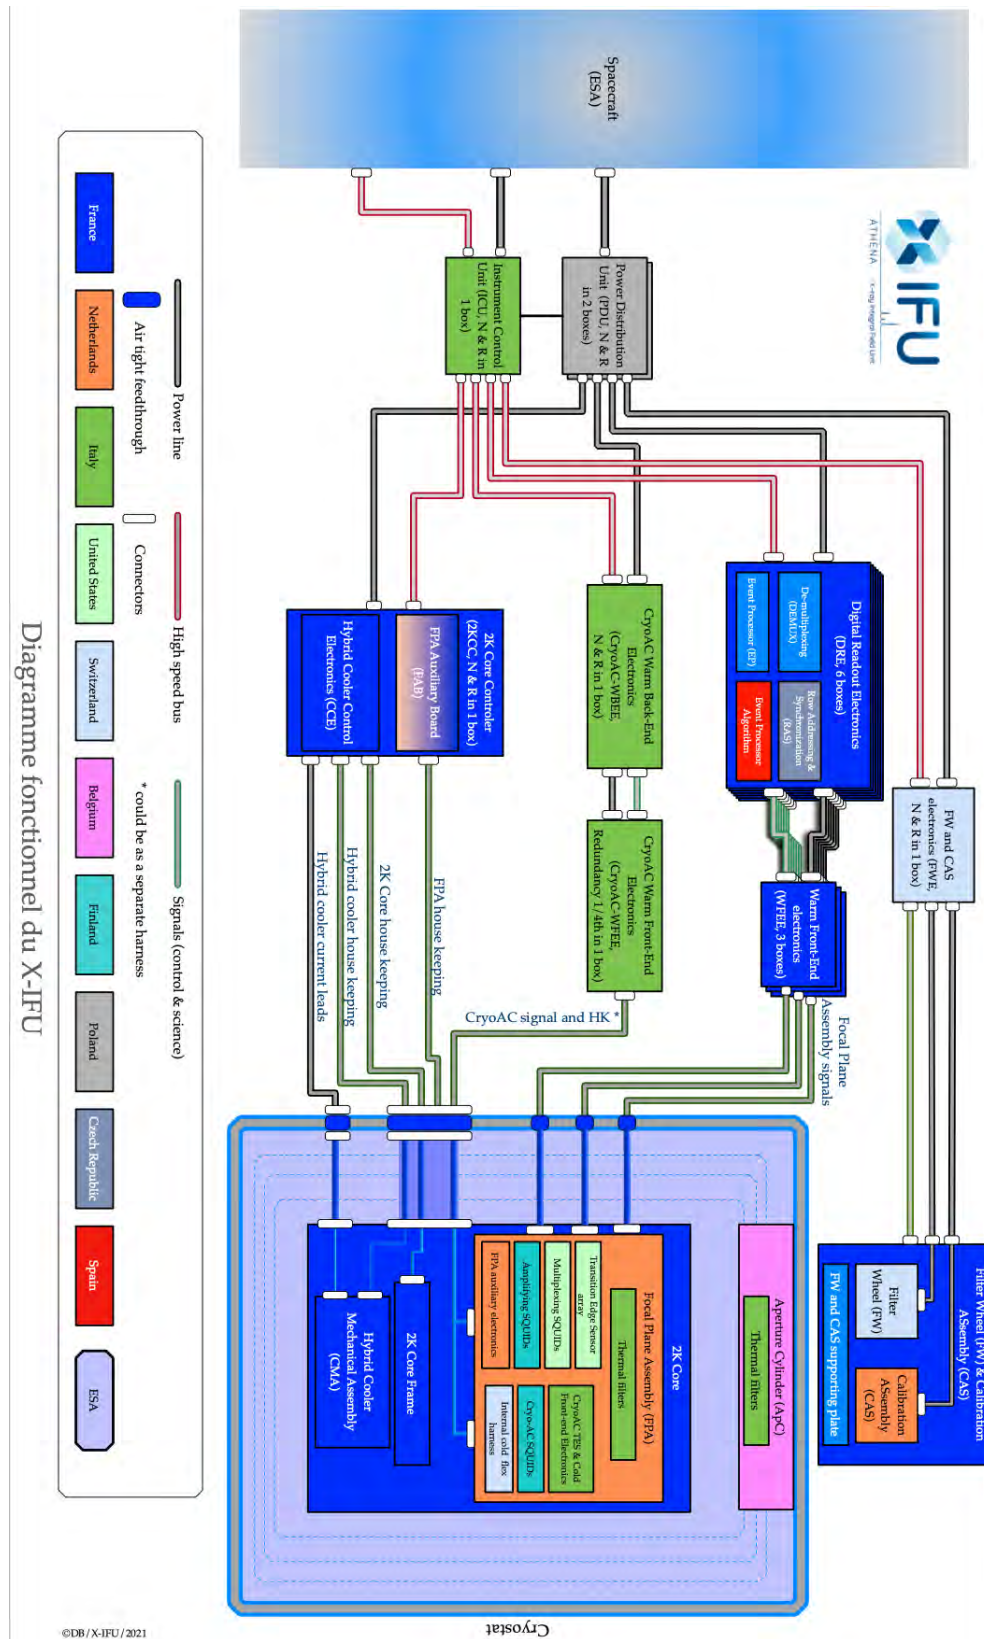 Spacecraft
(ESA)
X IFU
ATHENA
X-ray Integral Field Unit
Power Distribution
Unit (PDU, N & R
in 2 boxes)
Instrument Control
Unit (ICU, N & R in
1 box)
FW and CAS
electronics (FWE,
N & R in 1 box)
Digital Readout Electronics
(DRE, 6 boxes)
De-multiplexing
(DEMUX)
Row Addressing &
Synchronization
(RAS)
Event Processor (EP)
Event Processor
Algorithm
Warm Front-End
electronics
(WFEE, 3 boxes)
Focal Plane
Assembly signals
CryoAC Warm Back-End
Electronics
(CryoAC-WBEE,
N & R in 1 box)
CryoAC Warm Front-End
Electronics
(CryoAC-WFEE,
Redundancy 1/4th in 1 box)
CryoAC signal and HK *
2K Core Controler
(2KCC, N & R in 1 box)
FPA Auxiliary Board
(FAB)
Hybrid Cooler Control
Electronics (CCE)
FPA house keeping
2K Core house keeping
Hybrid cooler house keeping
Hybrid cooler current leads
Filter Wheel (FW) & Calibration
ASsembly (CAS)
Filter
Wheel (FW)
Calibration
ASsembly
(CAS)
FW and CAS supporting plate
Aperture Cylinder (ApC)
Thermal filters
2K Core
Focal Plane Assembly (FPA)
Thermal filters
Transition Edge Sensor
array
CryoAC TES & Cold
Front-end Electronics
Multiplexing SQUIDs
Cryo-AC SQUIDs
Amplifying SQUIDs
Internal cold flex
harness
FPA auxiliary electronics
2K Core Frame
Hybrid Cooler
Mechanical Assembly
(CMA)
Cryostat
Power line
High speed bus
Signals (control & science)
Air tight feedthrough
Connectors
* could be as a separate harness
France
Netherlands
Italy
United States
Switzerland
Belgium
Finland
Poland
Czech Republic
Spain
ESA
Diagramme fonctionnel du X-IFU
©DB/X-IFU/2021